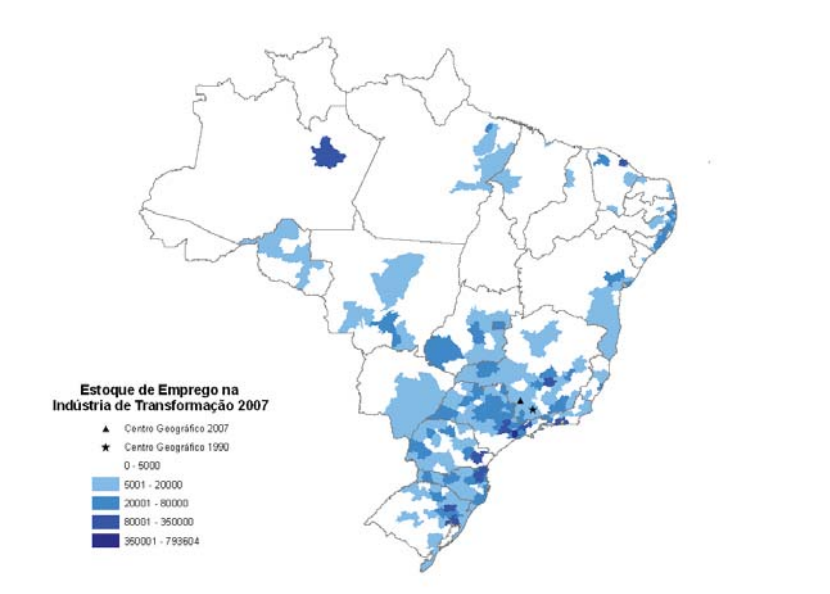 Estoque de Emprego na
Indústria de Transformação 2007
Centro Geográfico 2007
Centro Geográfico 1990
0 - 5000
5001 - 20000
20001 - 80000
80001 - 350000
350001 - 793604